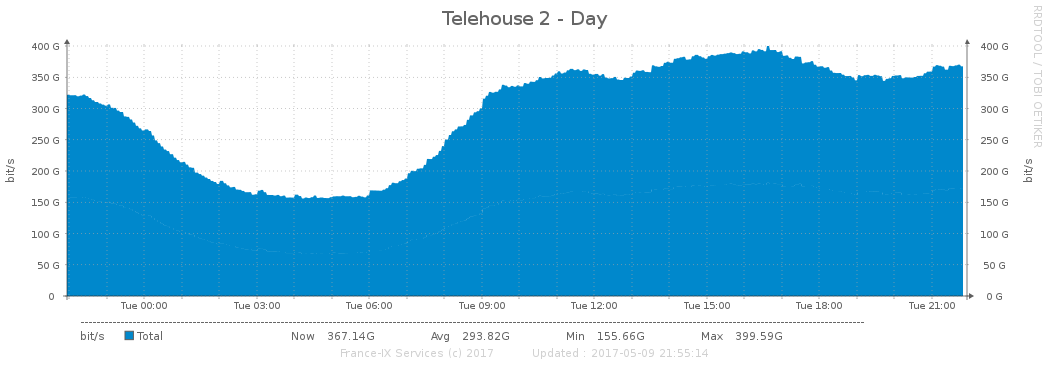 Telehouse 2 - Day
RRDTOOL / TOBI OETIKER
bit/s
400 G
350 G
300 G
250 G
200 G
150 G
100 G
50 G
0
400 G
350 G
300 G
250 G
200 G
150 G
100 G
50 G
0 G
bit/s
Tue 00:00 Tue 03:00 Tue 06:00 Tue 09:00 Tue 12:00 Tue 15:00 Tue 18:00 Tue 21:00
bit/s Total Now 367.14G Avg 293.82G Min 155.66G Max 399.59G
France-IX Services (c) 2017 Updated : 2017-05-09 21:55:14